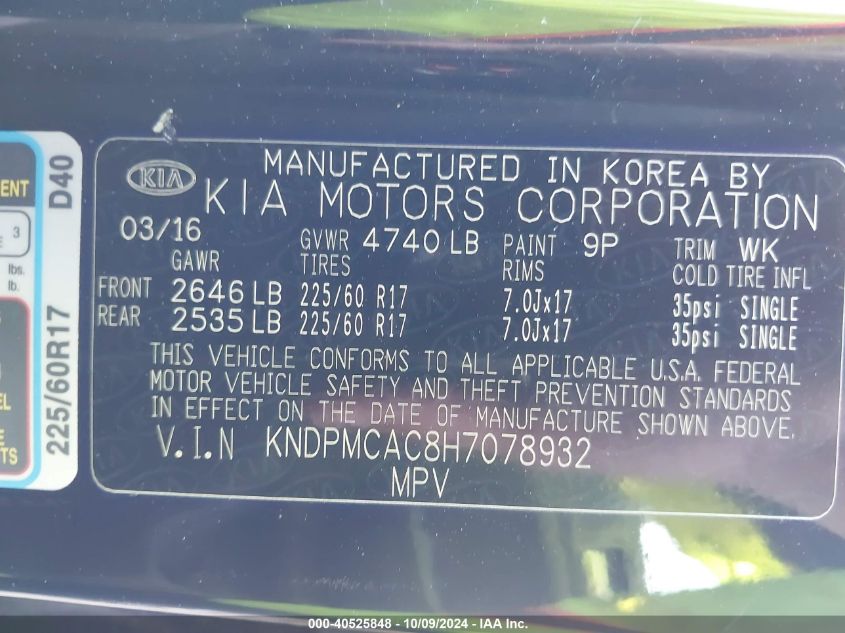 KIA
MANUFACTURED IN KOREA BY
KIA MOTORS CORPORATION
03/16 GVWR 4740 LB PAINT 9P TRIM WK
GAWR TIRES RIMS COLD TIRE INFL
FRONT 2646 LB 225/60 R17 7.0Jx17 35psi SINGLE
REAR 2535 LB 225/60 R17 7.0Jx17 35psi SINGLE
THIS VEHICLE CONFORMS TO ALL APPLICABLE U.S.A. FEDERAL
MOTOR VEHICLE SAFETY AND THEFT PREVENTION STANDARDS
IN EFFECT ON THE DATE OF MANUFACTURE SHOWN ABOVE.
V.I.N KNDPMCAC8H7078932
MPV
225/60R17 D40
3
lbs.
lb.
000-40525848 - 10/09/2024 - IAA, Inc.